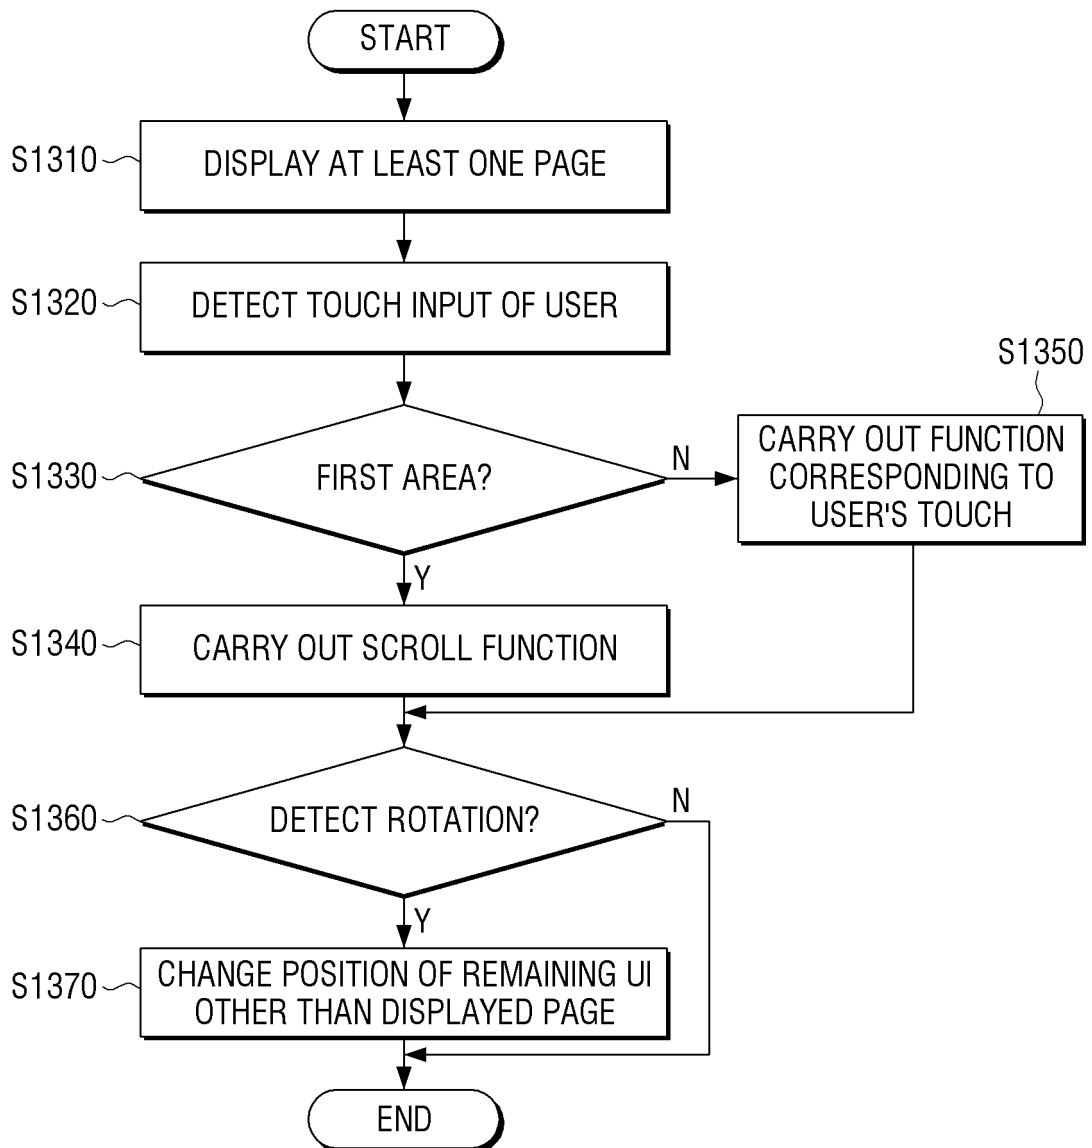 START
S1310
DISPLAY AT LEAST ONE PAGE
S1320
DETECT TOUCH INPUT OF USER
S1330
FIRST AREA?
N
S1350
CARRY OUT FUNCTION
CORRESPONDING TO
USER'S TOUCH
Y
S1340
CARRY OUT SCROLL FUNCTION
S1360
DETECT ROTATION?
N
Y
S1370
CHANGE POSITION OF REMAINING UI
OTHER THAN DISPLAYED PAGE
END